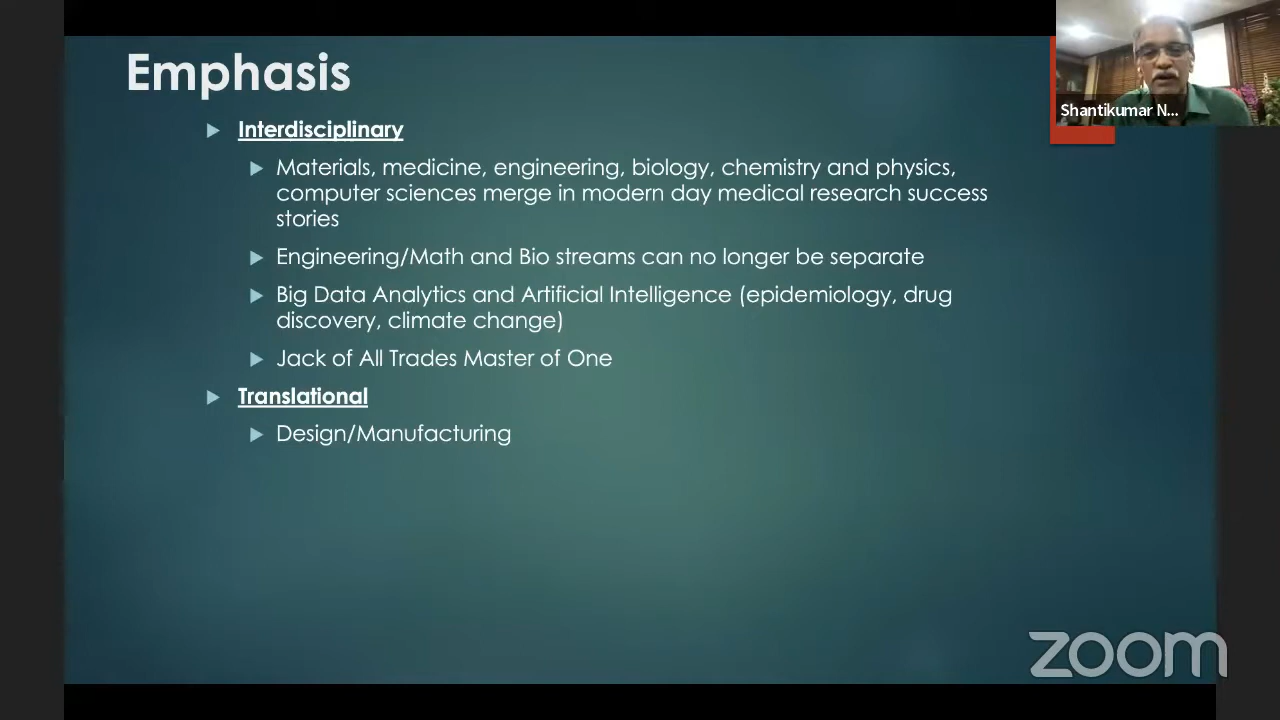 Emphasis
Shantikumar N...
Interdisciplinary
Materials, medicine, engineering, biology, chemistry and physics,
computer sciences merge in modern day medical research success
stories
Engineering/Math and Bio streams can no longer be separate
Big Data Analytics and Artificial Intelligence (epidemiology, drug
discovery, climate change)
Jack of All Trades Master of One
Translational
Design/Manufacturing
zoom